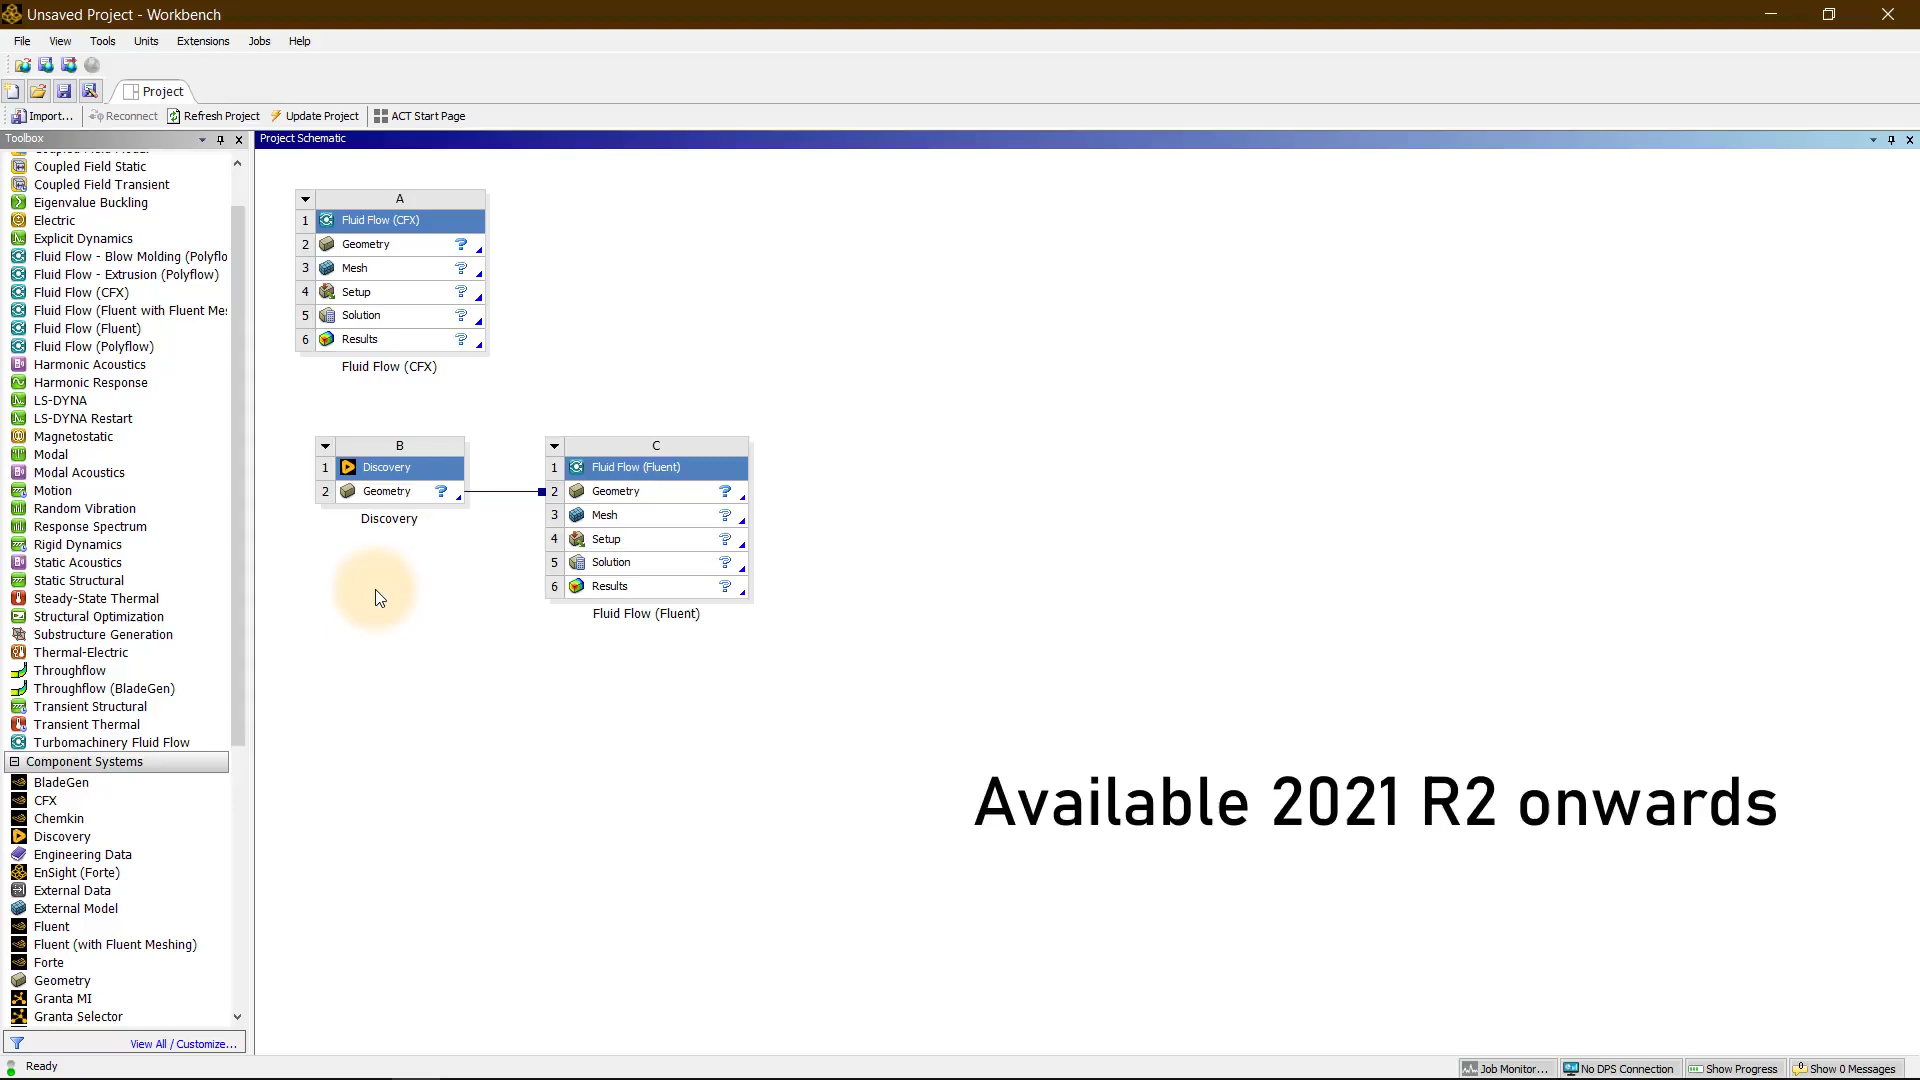 Unsaved Project - Workbench
File View Tools Units Extensions Jobs Help
Project
Import... Reconnect Refresh Project Update Project ACT Start Page
Toolbox
Coupled Field Static
Coupled Field Transient
Eigenvalue Buckling
Electric
Explicit Dynamics
Fluid Flow - Blow Molding (Polyflo
Fluid Flow - Extrusion (Polyflow)
Fluid Flow (CFX)
Fluid Flow (Fluent with Fluent Me
Fluid Flow (Fluent)
Fluid Flow (Polyflow)
Harmonic Acoustics
Harmonic Response
LS-DYNA
LS-DYNA Restart
Magnetostatic
Modal
Modal Acoustics
Motion
Random Vibration
Response Spectrum
Rigid Dynamics
Static Acoustics
Static Structural
Steady-State Thermal
Structural Optimization
Substructure Generation
Thermal-Electric
Throughflow
Throughflow (BladeGen)
Transient Structural
Transient Thermal
Turbomachinery Fluid Flow
Component Systems
BladeGen
CFX
Chemkin
Discovery
Engineering Data
EnSight (Forte)
External Data
External Model
Fluent
Fluent (with Fluent Meshing)
Forte
Geometry
Granta MI
Granta Selector
View All / Customize...
Project Schematic
A
1 Fluid Flow (CFX)
2 Geometry ?
3 Mesh ?
4 Setup ?
5 Solution ?
6 Results ?
Fluid Flow (CFX)
B
1 Discovery
2 Geometry ?
Discovery
C
1 Fluid Flow (Fluent)
2 Geometry ?
3 Mesh ?
4 Setup ?
5 Solution ?
6 Results ?
Fluid Flow (Fluent)
Available 2021 R2 onwards
Ready
Job Monitor... No DPS Connection Show Progress Show 0 Messages